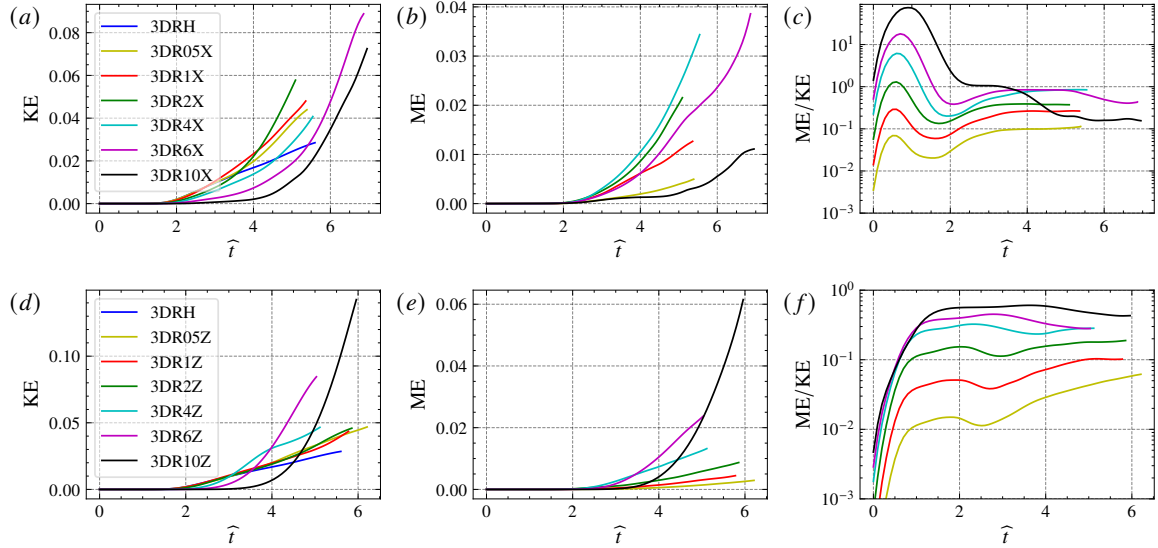 (a)
KE
0.08
0.06
0.04
0.02
0.00
3DRH
3DR05X
3DR1X
3DR2X
3DR4X
3DR6X
3DR10X
0 2 4 6
t̂
(b)
ME
0.04
0.03
0.02
0.01
0.00
0 2 4 6
t̂
(c)
ME/KE
10¹
10⁰
10⁻¹
10⁻²
10⁻³
0 2 4 6
t̂
(d)
KE
0.10
0.05
0.00
3DRH
3DR05Z
3DR1Z
3DR2Z
3DR4Z
3DR6Z
3DR10Z
0 2 4 6
t̂
(e)
ME
0.06
0.04
0.02
0.00
0 2 4 6
t̂
(f)
ME/KE
10⁰
10⁻¹
10⁻²
10⁻³
0 2 4 6
t̂